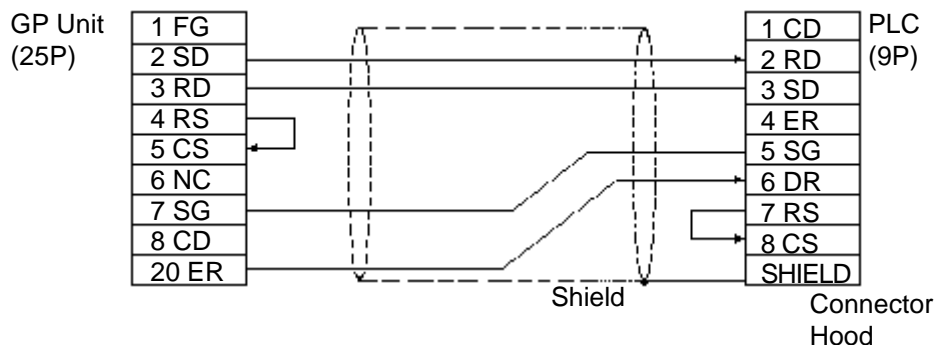 GP Unit
(25P)
1 FG
2 SD
3 RD
4 RS
5 CS
6 NC
7 SG
8 CD
20 ER
Shield
1 CD
2 RD
3 SD
4 ER
5 SG
6 DR
7 RS
8 CS
SHIELD
PLC
(9P)
Connector
Hood